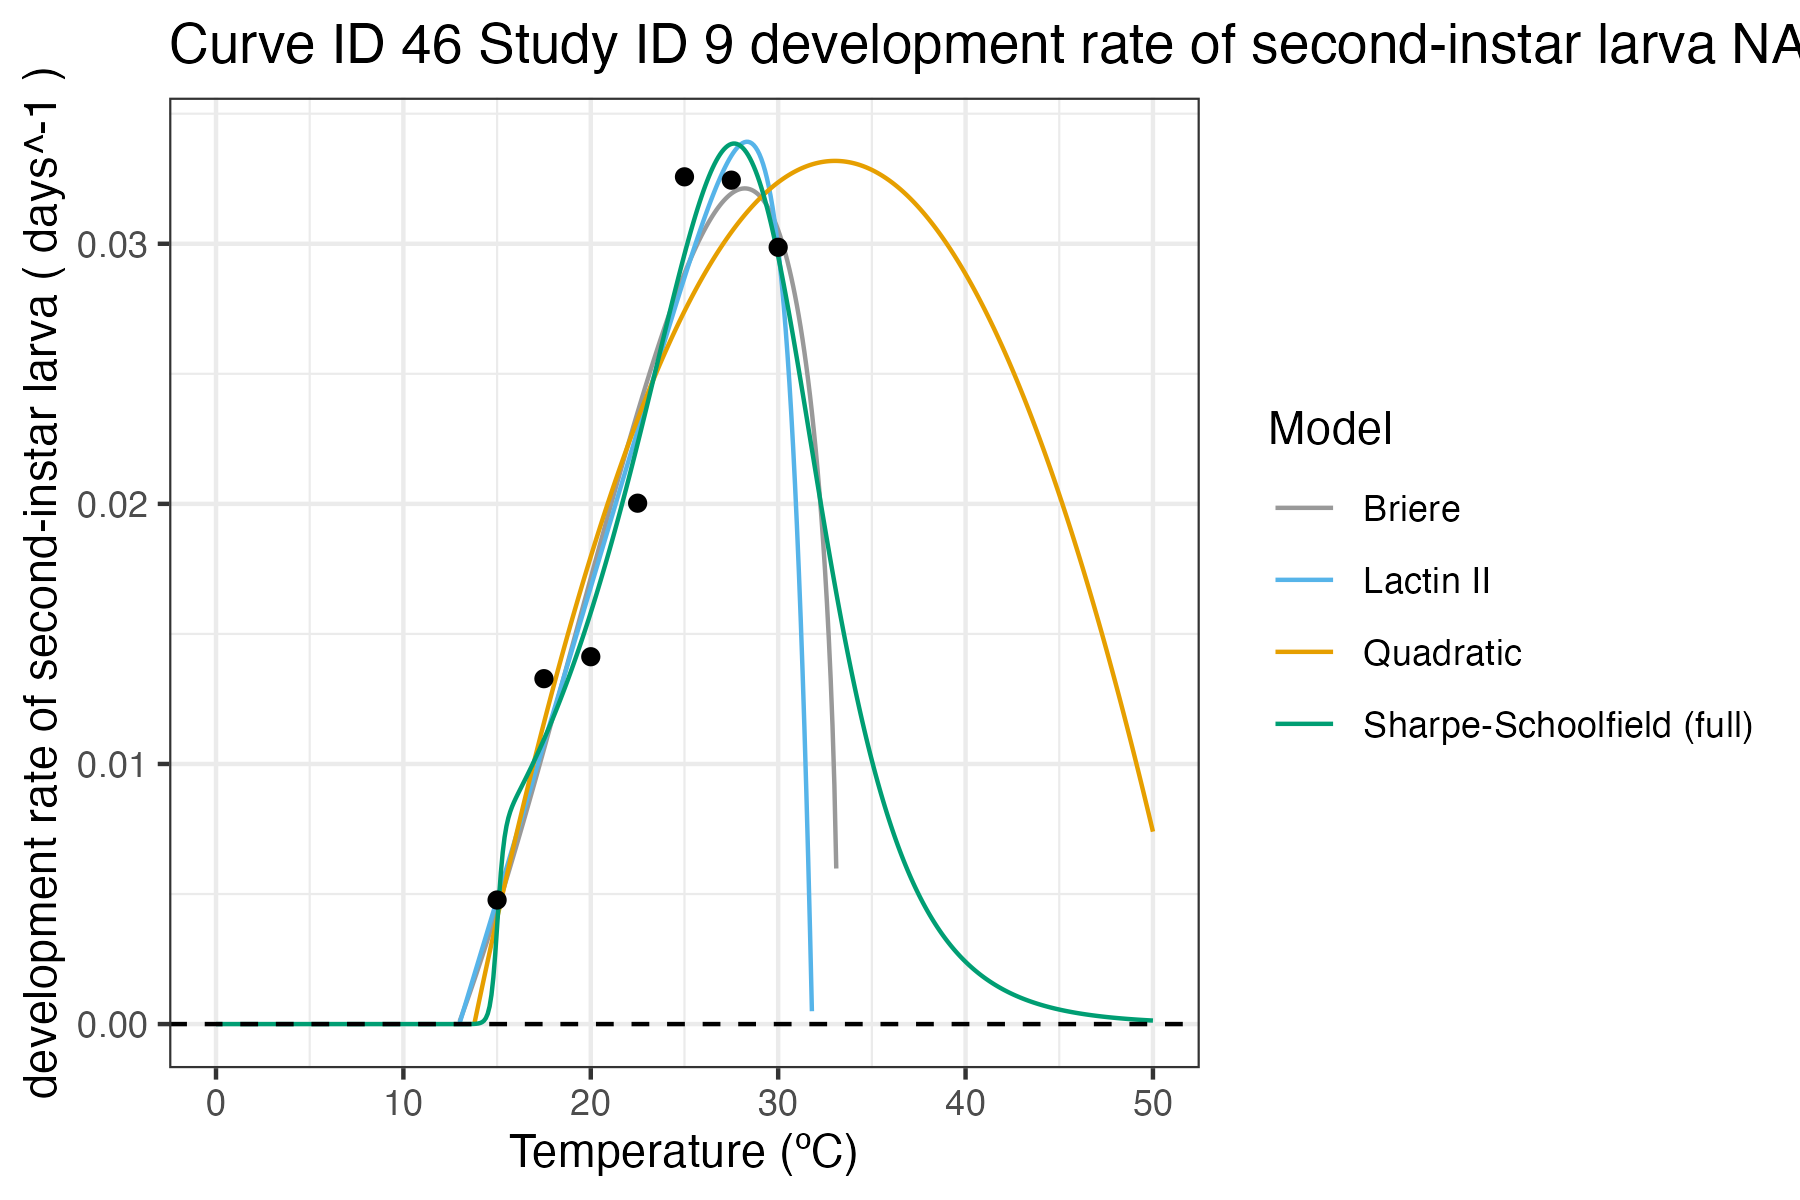 Curve ID 46 Study ID 9 development rate of second-instar larva NA
development rate of second-instar larva ( days^-1 )
0.03
0.02
0.01
0.00
0 10 20 30 40 50
Temperature (ºC)
Model
Briere
Lactin II
Quadratic
Sharpe-Schoolfield (full)